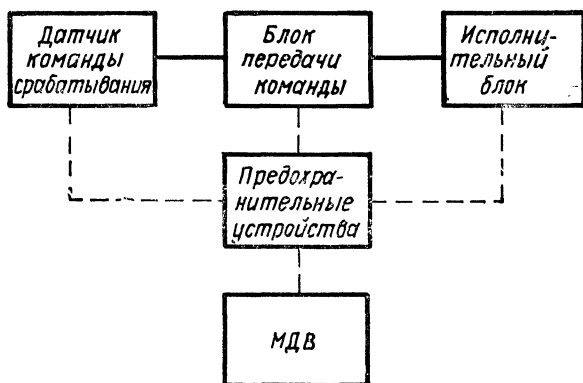 Датчик
команды
срабатывания
Блок
передачи
команды
Исполни-
тельный
блок
Предохра-
нительные
устройства
МДВ